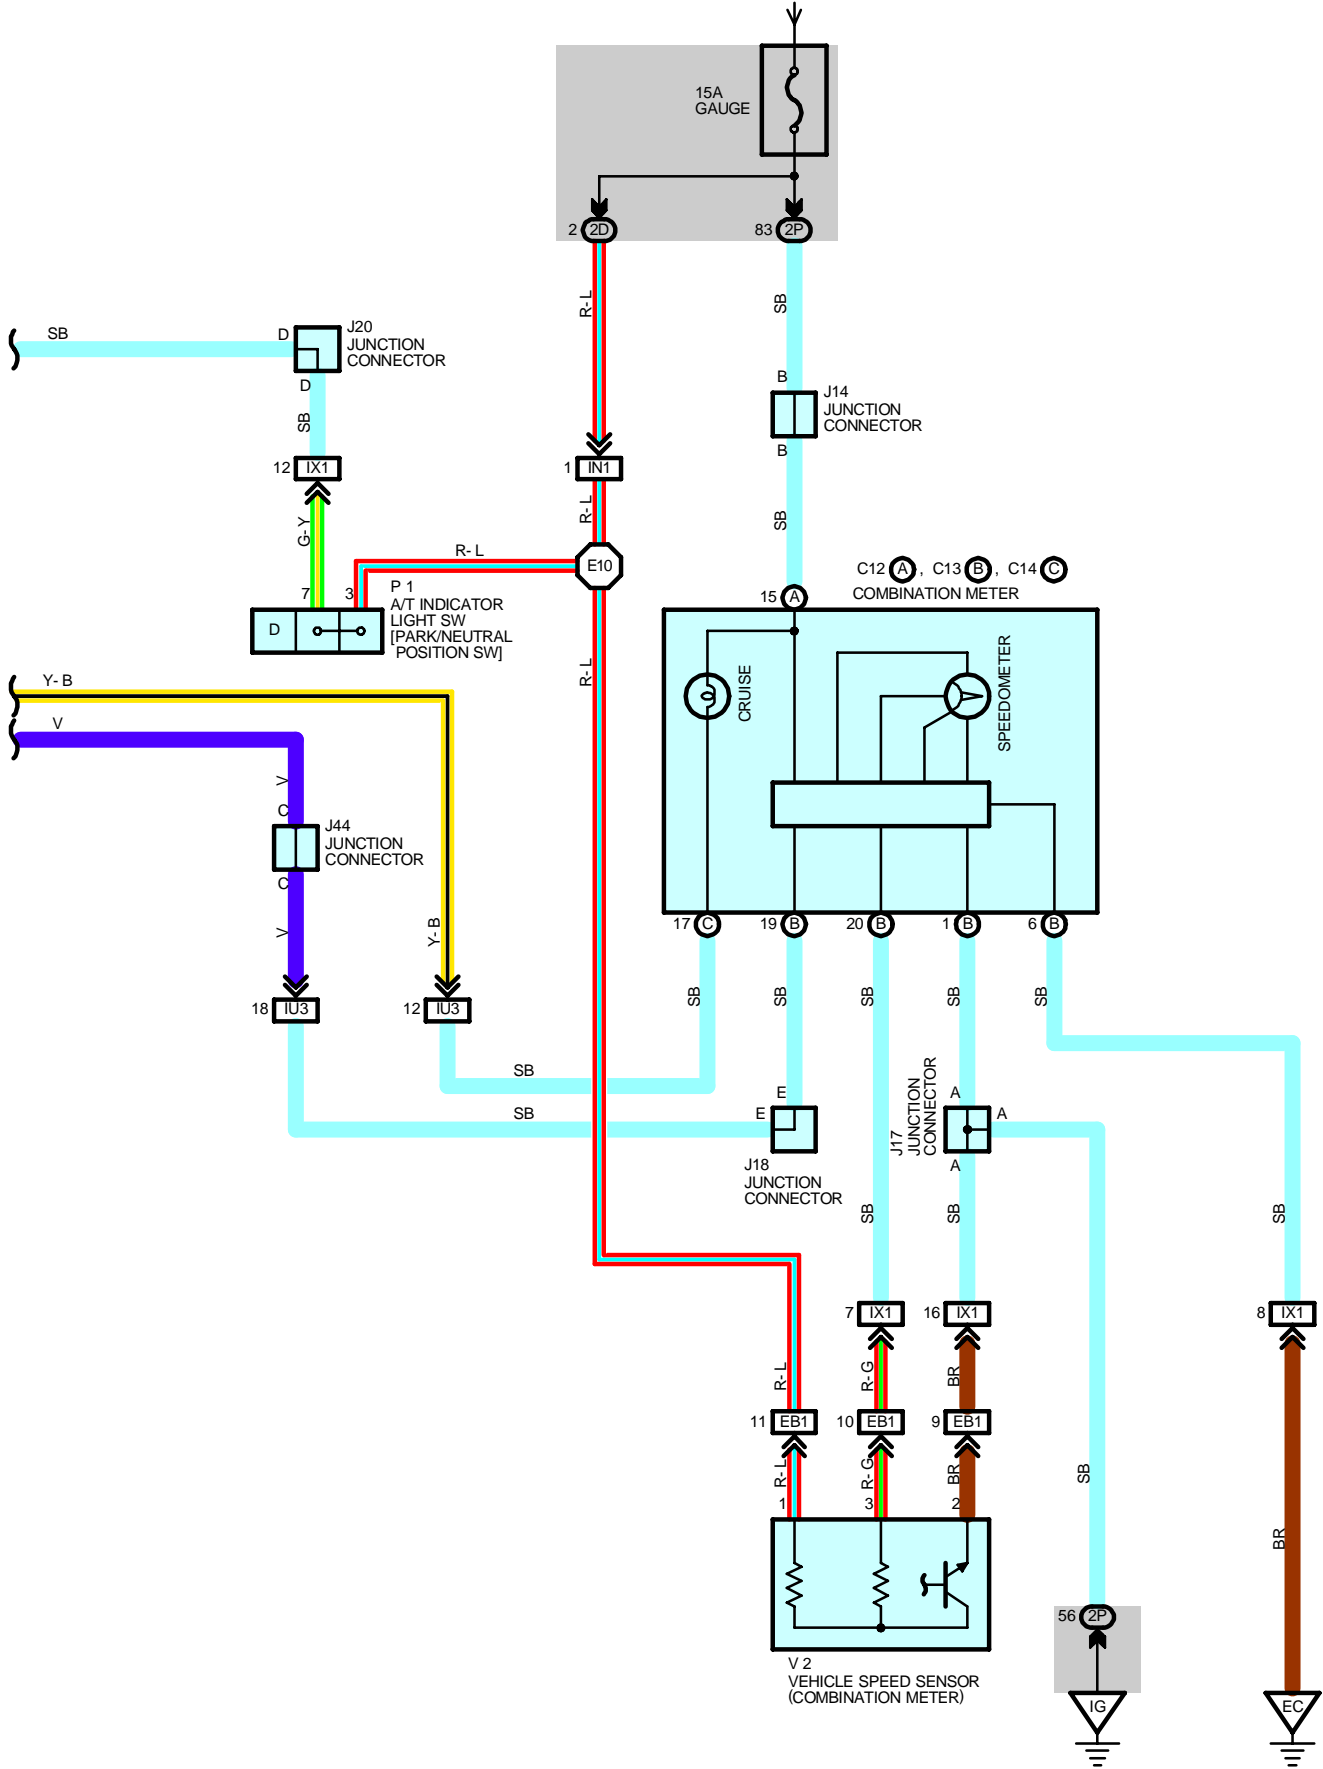 15A
GAUGE
2 2D
83 2P
R-L
SB
SB
D
J20
JUNCTION
CONNECTOR
D
SB
B
J14
JUNCTION
CONNECTOR
B
12 IX1
1 IN1
G-Y
R-L
SB
R-L
E10
7
3
P 1
A/T INDICATOR
LIGHT SW
[PARK/NEUTRAL
POSITION SW]
D
C12 A , C13 B , C14 C
COMBINATION METER
15 A
R-L
CRUISE
SPEEDOMETER
Y-B
V
V
C
J44
JUNCTION
CONNECTOR
C
V
Y-B
17 C
19 B
20 B
1 B
6 B
18 IU3
12 IU3
SB
SB
SB
SB
SB
SB
SB
E
E
J18
JUNCTION
CONNECTOR
J17
JUNCTION
CONNECTOR
A
A
A
SB
SB
SB
7 IX1
16 IX1
8 IX1
R-L
R-G
BR
11 EB1
10 EB1
9 EB1
R-L
R-G
BR
SB
1
3
2
BR
V 2
VEHICLE SPEED SENSOR
(COMBINATION METER)
56 2P
IG
EC